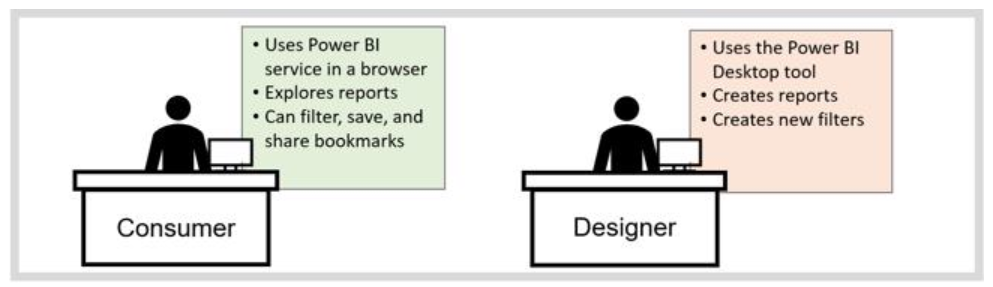 • Uses Power BI
service in a browser
• Explores reports
• Can filter, save, and
share bookmarks
Consumer
• Uses the Power BI
Desktop tool
• Creates reports
• Creates new filters
Designer